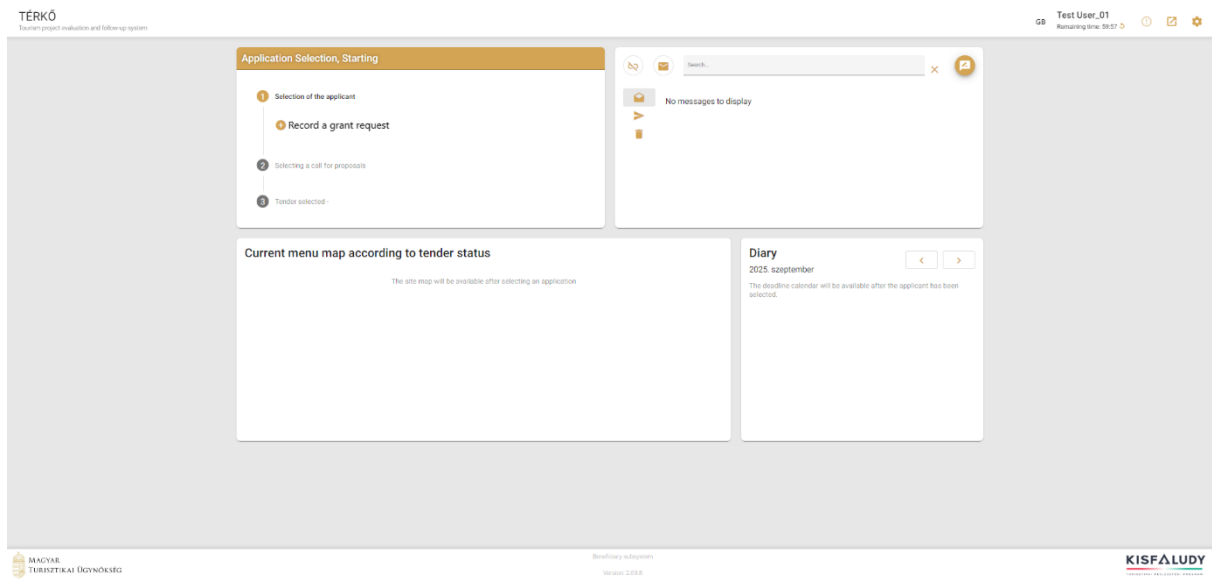 TÉRKŐ
Tourism project evaluation and follow-up system
GB
Test User_01
Remaining time: 59:57
Application Selection, Starting
1 Selection of the applicant
Record a grant request
2 Selecting a call for proposals
3 Tender selected -
Search...
No messages to display
Current menu map according to tender status
The site map will be available after selecting an application
Diary
2025. szeptember
The deadline calendar will be available after the applicant has been
selected.
MAGYAR
TURISZTIKAI ÜGYNÖKSÉG
Beneficiary subsystem
KISFALUDY